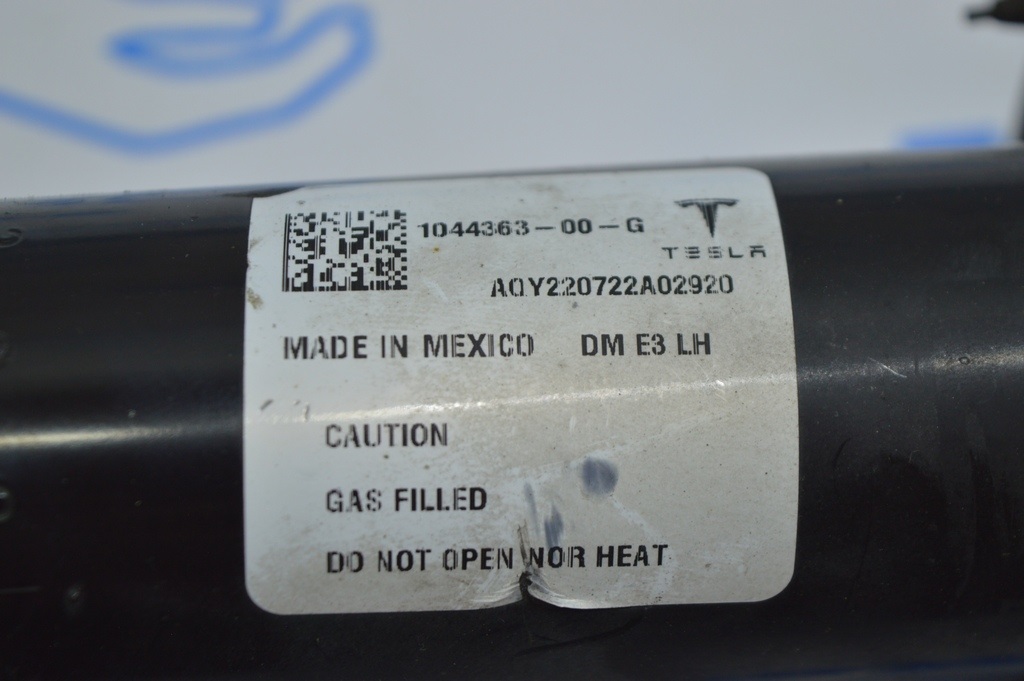 1044363-00-G
TESLA
AQY220722A02920
MADE IN MEXICO DM E3 LH
CAUTION
GAS FILLED
DO NOT OPEN NOR HEAT